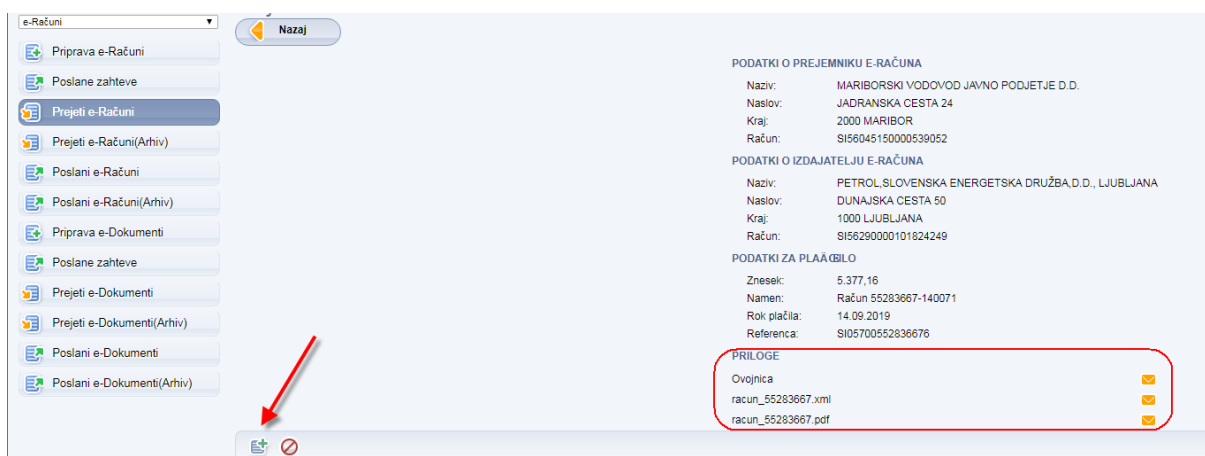 e-Računi
Priprava e-Računi
Poslane zahteve
Prejeti e-Računi
Prejeti e-Računi(Arhiv)
Poslani e-Računi
Poslani e-Računi(Arhiv)
Priprava e-Dokumenti
Poslane zahteve
Prejeti e-Dokumenti
Prejeti e-Dokumenti(Arhiv)
Poslani e-Dokumenti
Poslani e-Dokumenti(Arhiv)
Nazaj
PODATKI O PREJEMNIKU E-RAČUNA
Naziv: MARIBORSKI VODOVOD JAVNO PODJETJE D.D.
Naslov: JADRANSKA CESTA 24
Kraj: 2000 MARIBOR
Račun: SI56045150000539052
PODATKI O IZDAJATELJU E-RAČUNA
Naziv: PETROL,SLOVENSKA ENERGETSKA DRUŽBA,D.D., LJUBLJANA
Naslov: DUNAJSKA CESTA 50
Kraj: 1000 LJUBLJANA
Račun: SI56290000101824249
PODATKI ZA
Znesek: 5.377,16
Namen: Račun 55283667-140071
Rok plačila: 14.09.2019
Referenca: SI05700552836676
PRILOGE
Ovojnica
racun_55283667.xml
racun_55283667.pdf